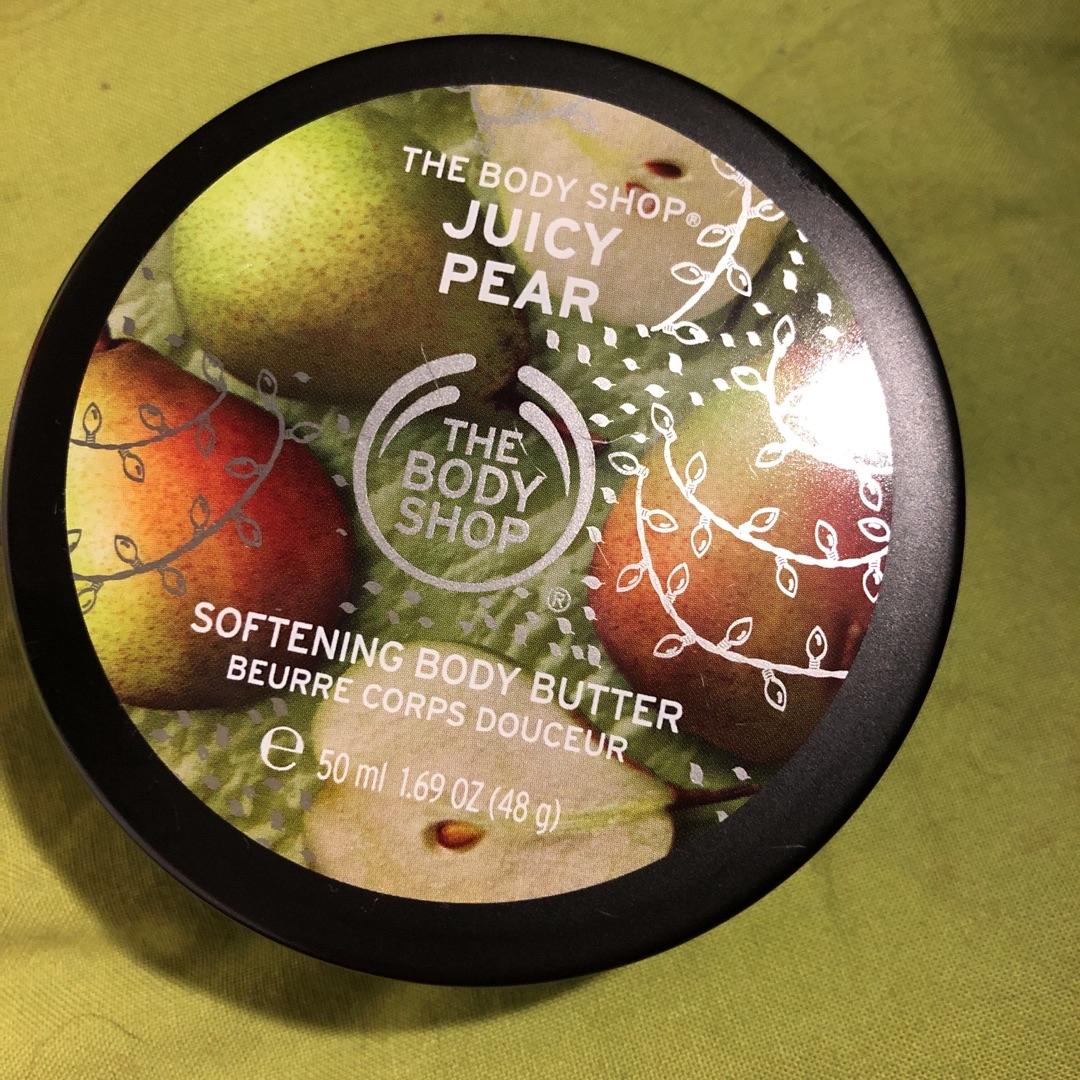 THE BODY SHOP®
JUICY
PEAR
THE
BODY
SHOP
®
SOFTENING BODY BUTTER
BEURRE CORPS DOUCEUR
e 50 ml 1.69 OZ (48 g)